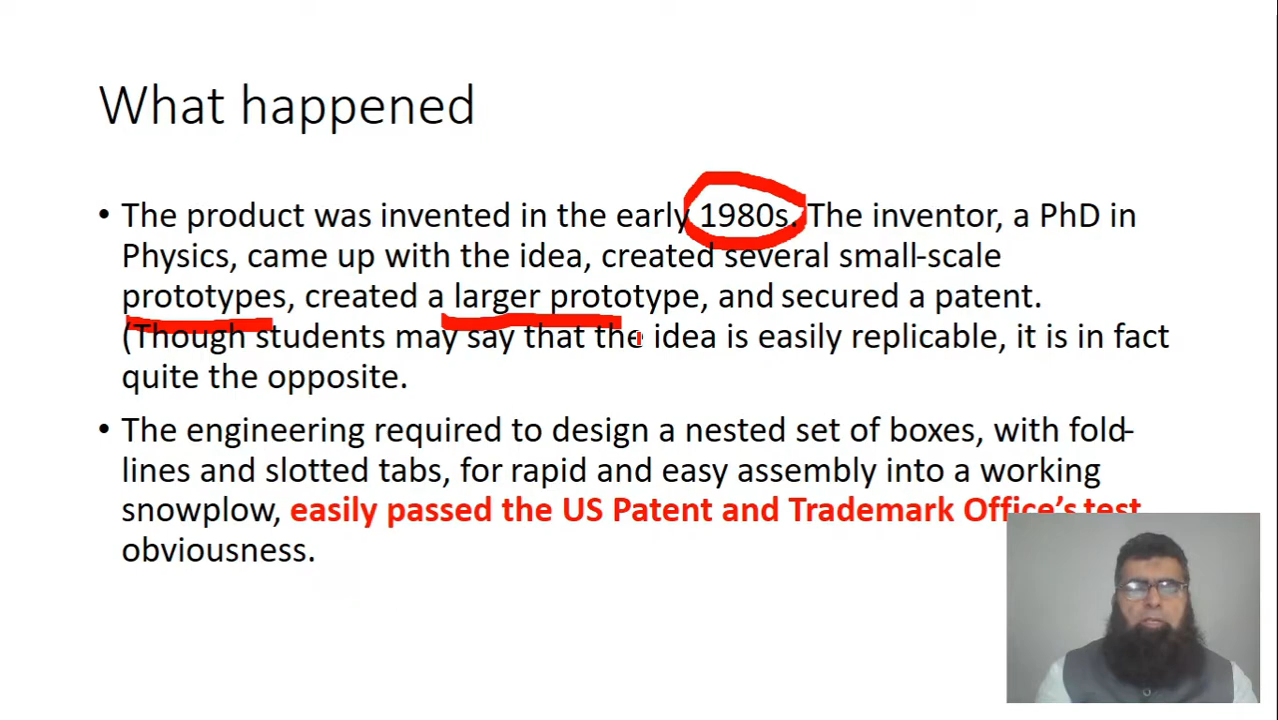 What happened
• The product was invented in the early 1980s. The inventor, a PhD in
Physics, came up with the idea, created several small-scale
prototypes, created a larger prototype, and secured a patent.
(Though students may say that the idea is easily replicable, it is in fact
quite the opposite.
• The engineering required to design a nested set of boxes, with fold-
lines and slotted tabs, for rapid and easy assembly into a working
snowplow, easily passed the US Patent and Trademark Office's test
obviousness.